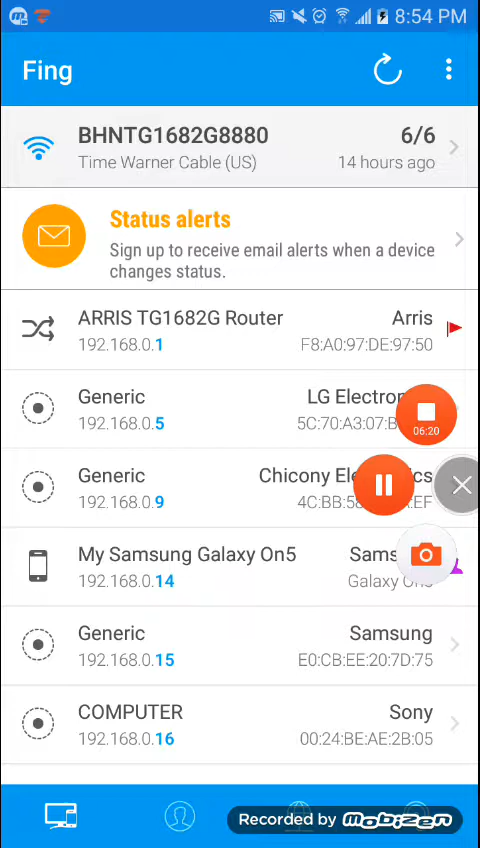 8:54 PM
Fing
BHNTG1682G8880 6/6
Time Warner Cable (US) 14 hours ago
Status alerts
Sign up to receive email alerts when a device
changes status.
ARRIS TG1682G Router Arris
192.168.0.1 F8:A0:97:DE:97:50
Generic LG Electron
192.168.0.5 5C:70:A3:07:B
06:20
Generic Chicony Ele cs
192.168.0.9 4C:BB:58: EF
My Samsung Galaxy On5 Sams
192.168.0.14 Galaxy On5
Generic Samsung
192.168.0.15 E0:CB:EE:20:7D:75
COMPUTER Sony
192.168.0.16 00:24:BE:AE:2B:05
Recorded by Mobizen